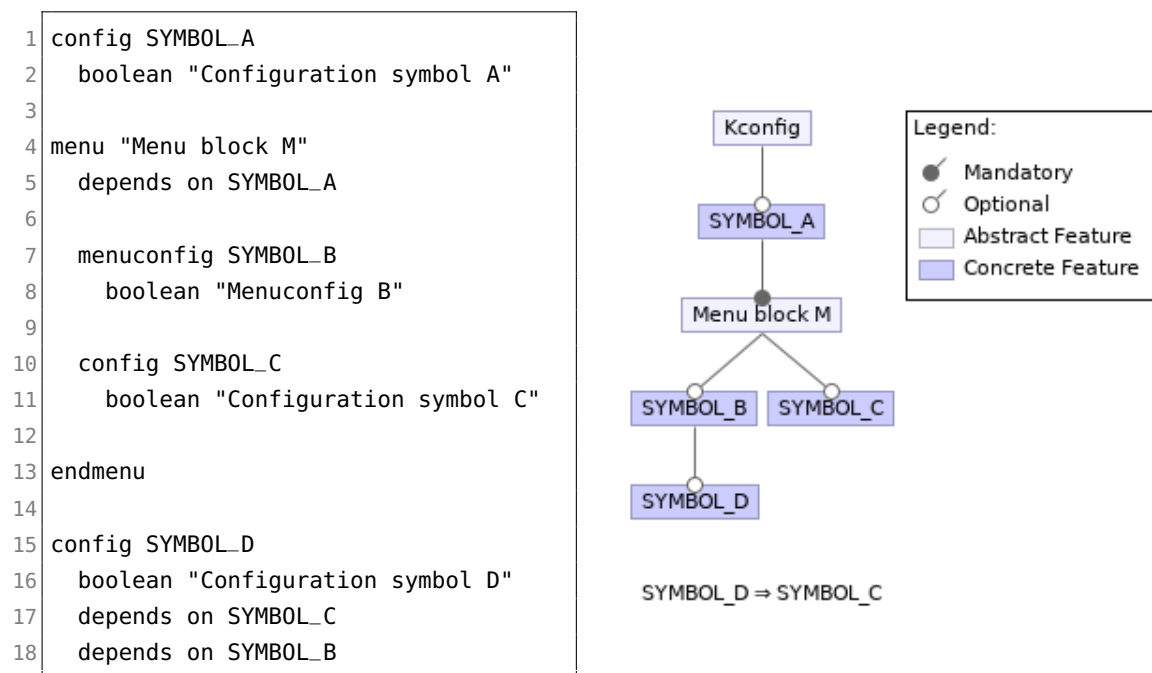 1 config SYMBOL_A
2 boolean "Configuration symbol A"
3
4 menu "Menu block M"
5 depends on SYMBOL_A
6
7 menuconfig SYMBOL_B
8 boolean "Menuconfig B"
9
10 config SYMBOL_C
11 boolean "Configuration symbol C"
12
13 endmenu
14
15 config SYMBOL_D
16 boolean "Configuration symbol D"
17 depends on SYMBOL_C
18 depends on SYMBOL_B
Kconfig
SYMBOL_A
Menu block M
SYMBOL_B SYMBOL_C
SYMBOL_D
SYMBOL_D ⇒ SYMBOL_C
Legend:
Mandatory
Optional
Abstract Feature
Concrete Feature